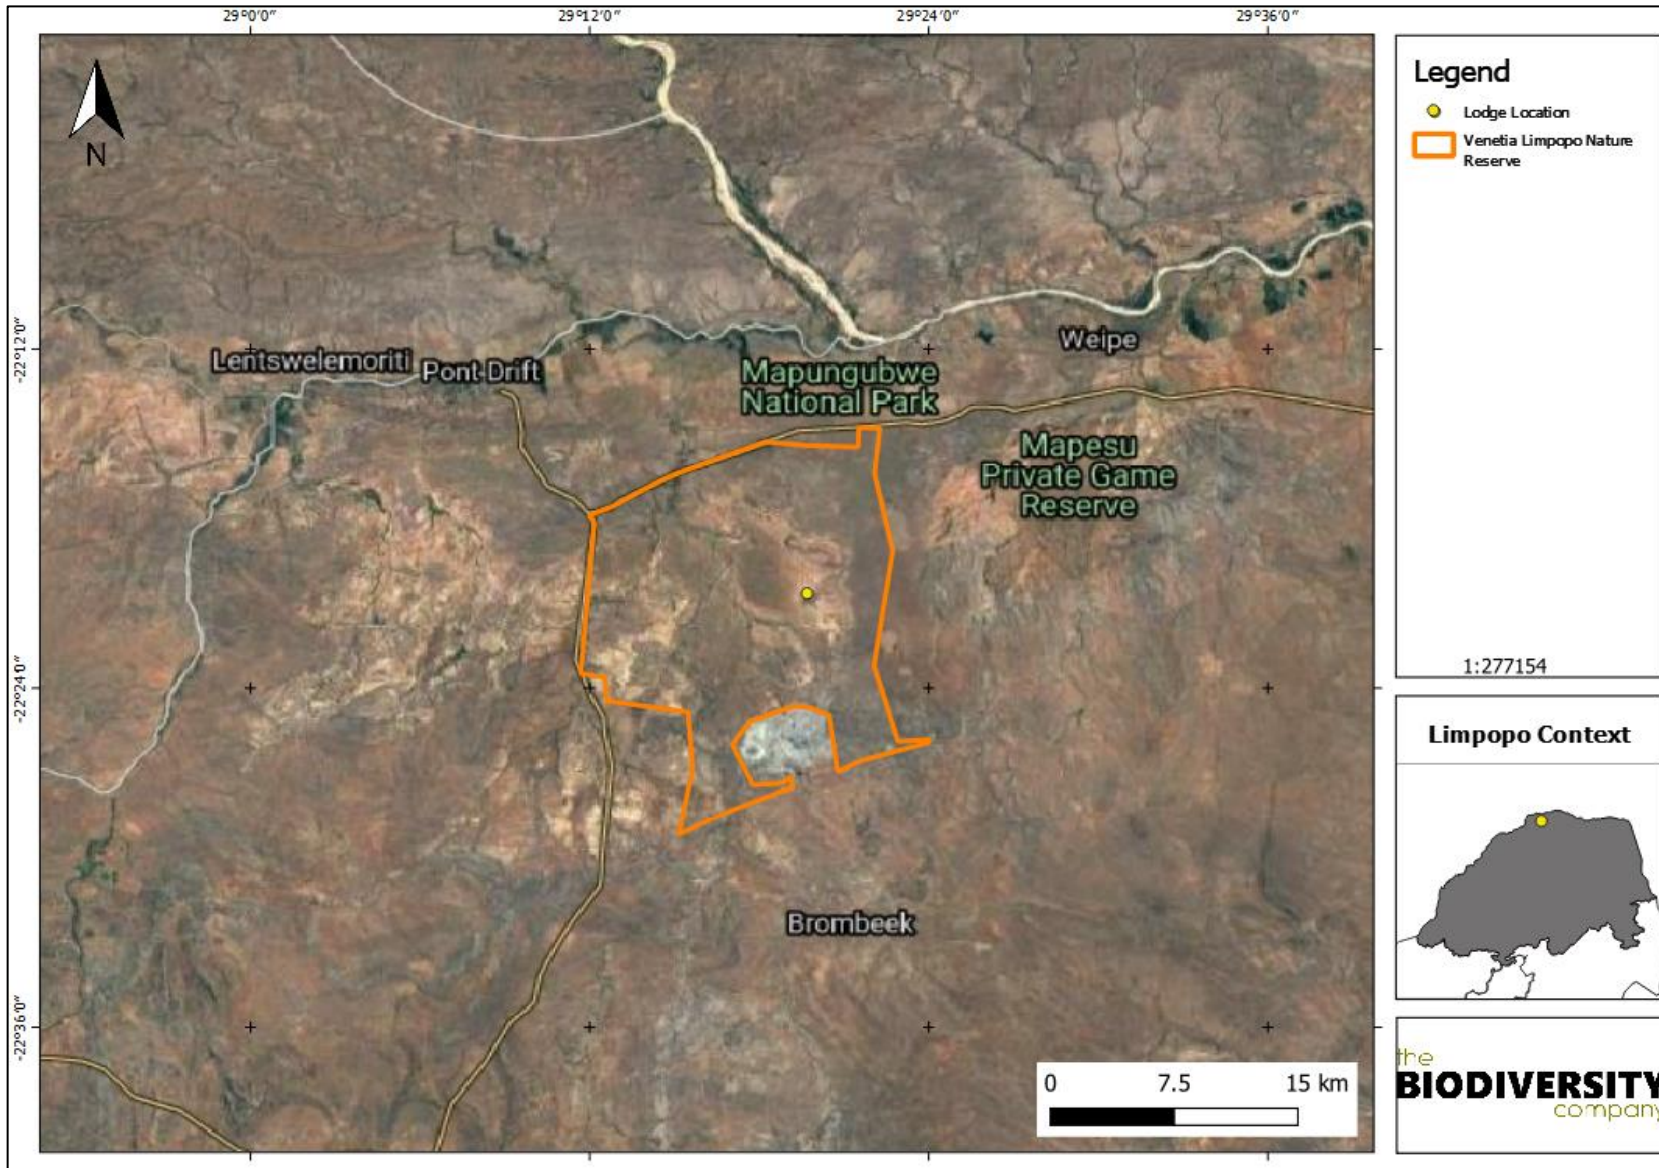 29°0′0″
29°12′0″
29°24′0″
29°36′0″
N
-22°12′0″
-22°24′0″
-22°36′0″
Lentswelemoriti
Pont Drift
Weipe
Mapungubwe
National Park
Mapesu
Private Game
Reserve
Brombeek
0 7.5 15 km
Legend
Lodge Location
Venetia Limpopo Nature
Reserve
1:277154
Limpopo Context
the
BIODIVERSITY
company